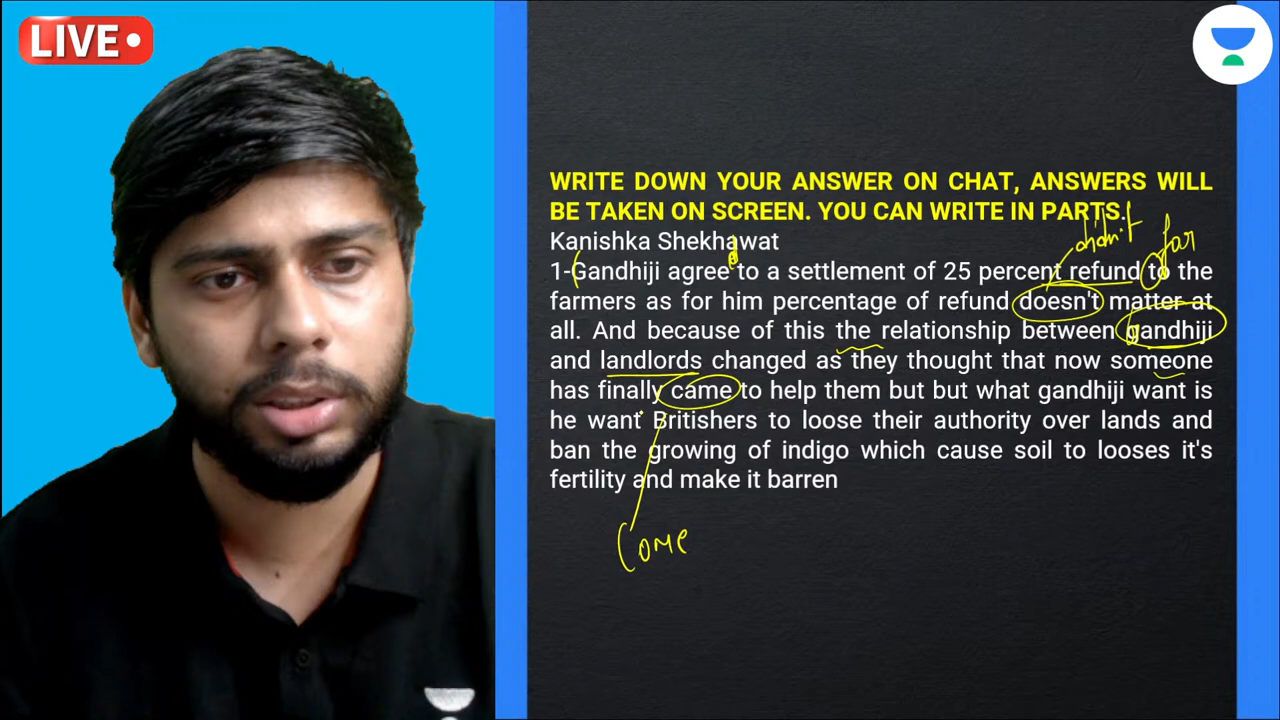 LIVE
WRITE DOWN YOUR ANSWER ON CHAT, ANSWERS WILL
BE TAKEN ON SCREEN. YOU CAN WRITE IN PARTS.
didn't for
Kanishka Shekhawat
d
1-Gandhiji agree to a settlement of 25 percent refund to the
farmers as for him percentage of refund doesn't matter at
all. And because of this the relationship between gandhiji
and landlords changed as they thought that now someone
has finally came to help them but but what gandhiji want is
he want Britishers to loose their authority over lands and
ban the growing of indigo which cause soil to looses it's
fertility and make it barren
Come